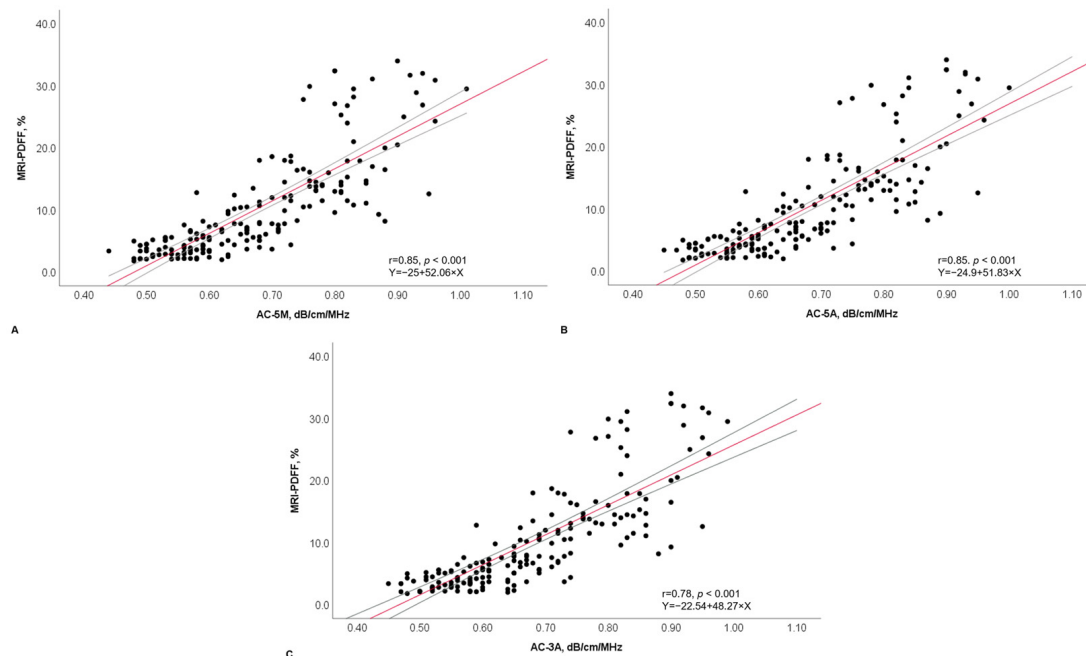 40.0
30.0
20.0
10.0
0.0
MRI-PDFF, %
r=0.85, p < 0.001
Y=−25+52.06×X
0.40 0.50 0.60 0.70 0.80 0.90 1.00 1.10
AC-5M, dB/cm/MHz
A
40.0
30.0
20.0
10.0
0.0
MRI-PDFF, %
r=0.85. p < 0.001
Y=−24.9+51.83×X
0.40 0.50 0.60 0.70 0.80 0.90 1.00 1.10
AC-5A, dB/cm/MHz
B
40.0
30.0
20.0
10.0
0.0
MRI-PDFF, %
r=0.78, p < 0.001
Y=−22.54+48.27×X
0.40 0.50 0.60 0.70 0.80 0.90 1.00 1.10
AC-3A, dB/cm/MHz
C